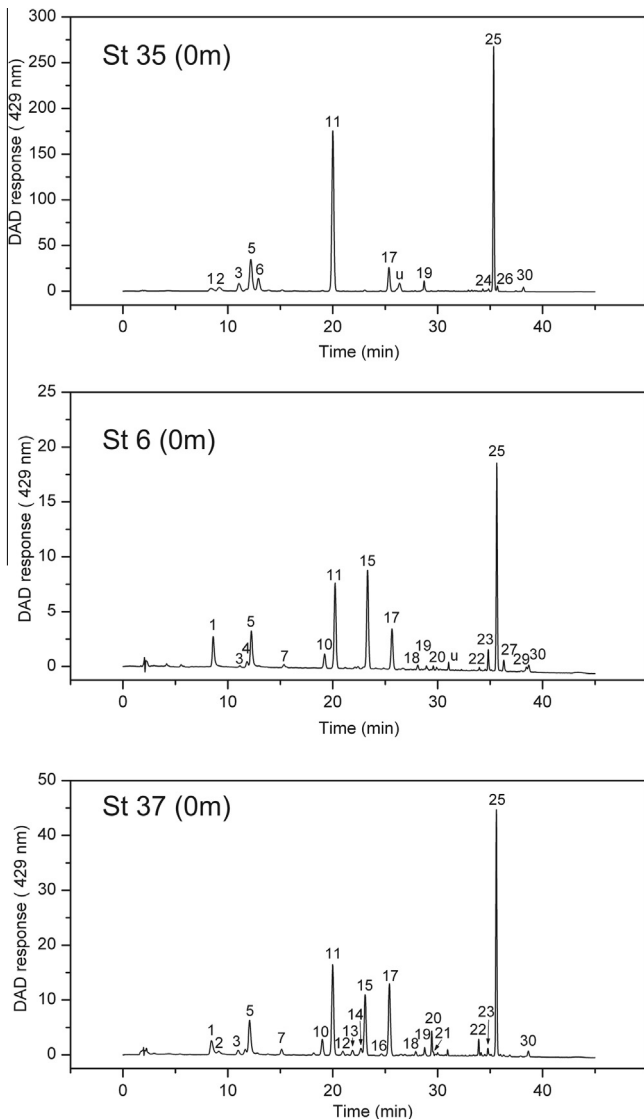 300
250
200
150
100
50
0
DAD response ( 429 nm)
St 35 (0m)
1 2 3 5 6 11 17 u 19 24 25 26 30
0 10 20 30 40
Time (min)
25
20
15
10
5
0
DAD response ( 429 nm)
St 6 (0m)
1 3 4 5 7 10 11 15 17 18 19 20 u 22 23 25 27 29 30
0 10 20 30 40
Time (min)
50
40
30
20
10
0
DAD response ( 429 nm)
St 37 (0m)
1 2 3 5 7 10 11 12 13 14 15 16 17 18 19 20 21 22 23 25 30
0 10 20 30 40
Time (min)